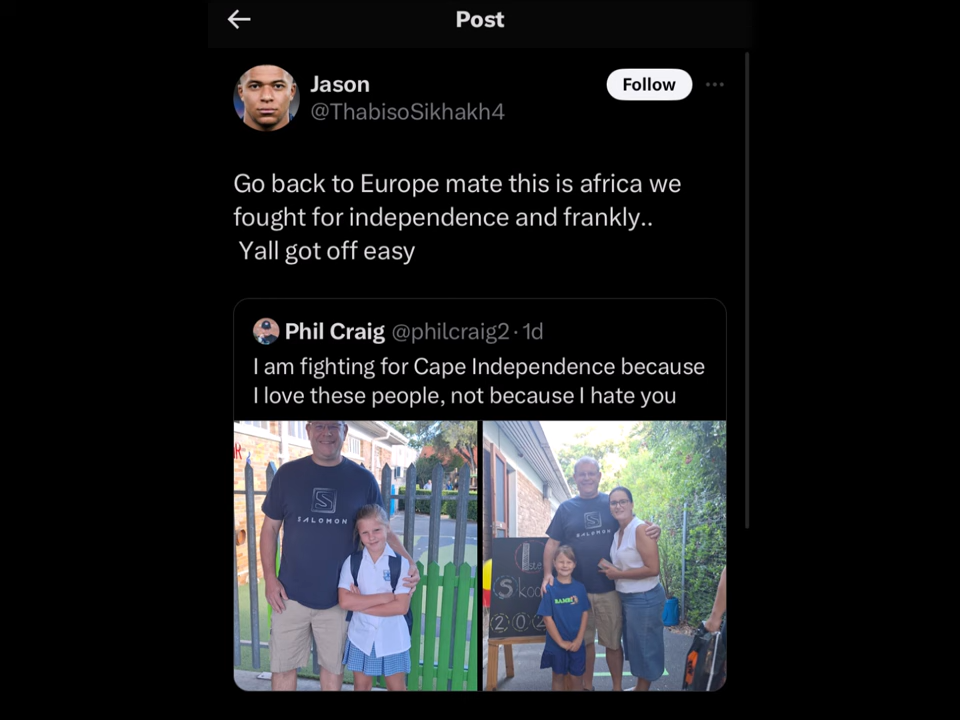 Post
Jason
Follow
@ThabisoSikhakh4
Go back to Europe mate this is africa we
fought for independence and frankly..
Yall got off easy
Phil Craig @philcraig2 · 1d
I am fighting for Cape Independence because
I love these people, not because I hate you
S
SALOMON
S
SALOMON
Skoo
202